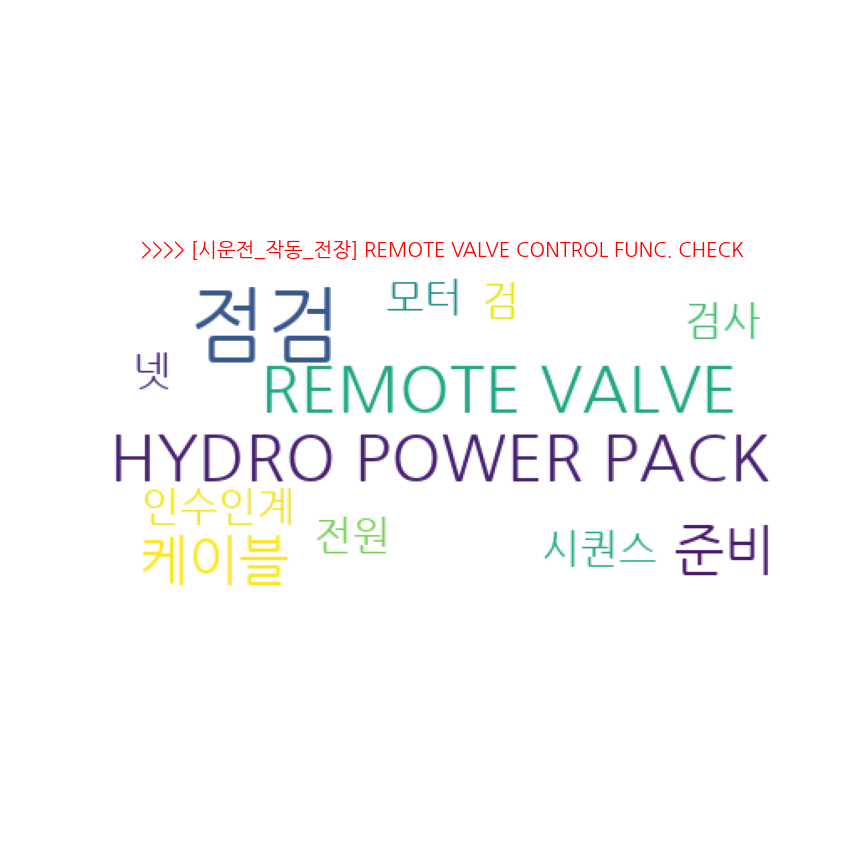 >>>> [시운전_작동_전장] REMOTE VALVE CONTROL FUNC. CHECK
점검
모터
검
검사
넷
REMOTE VALVE
HYDRO POWER PACK
인수인계
전원
케이블
시퀀스
준비